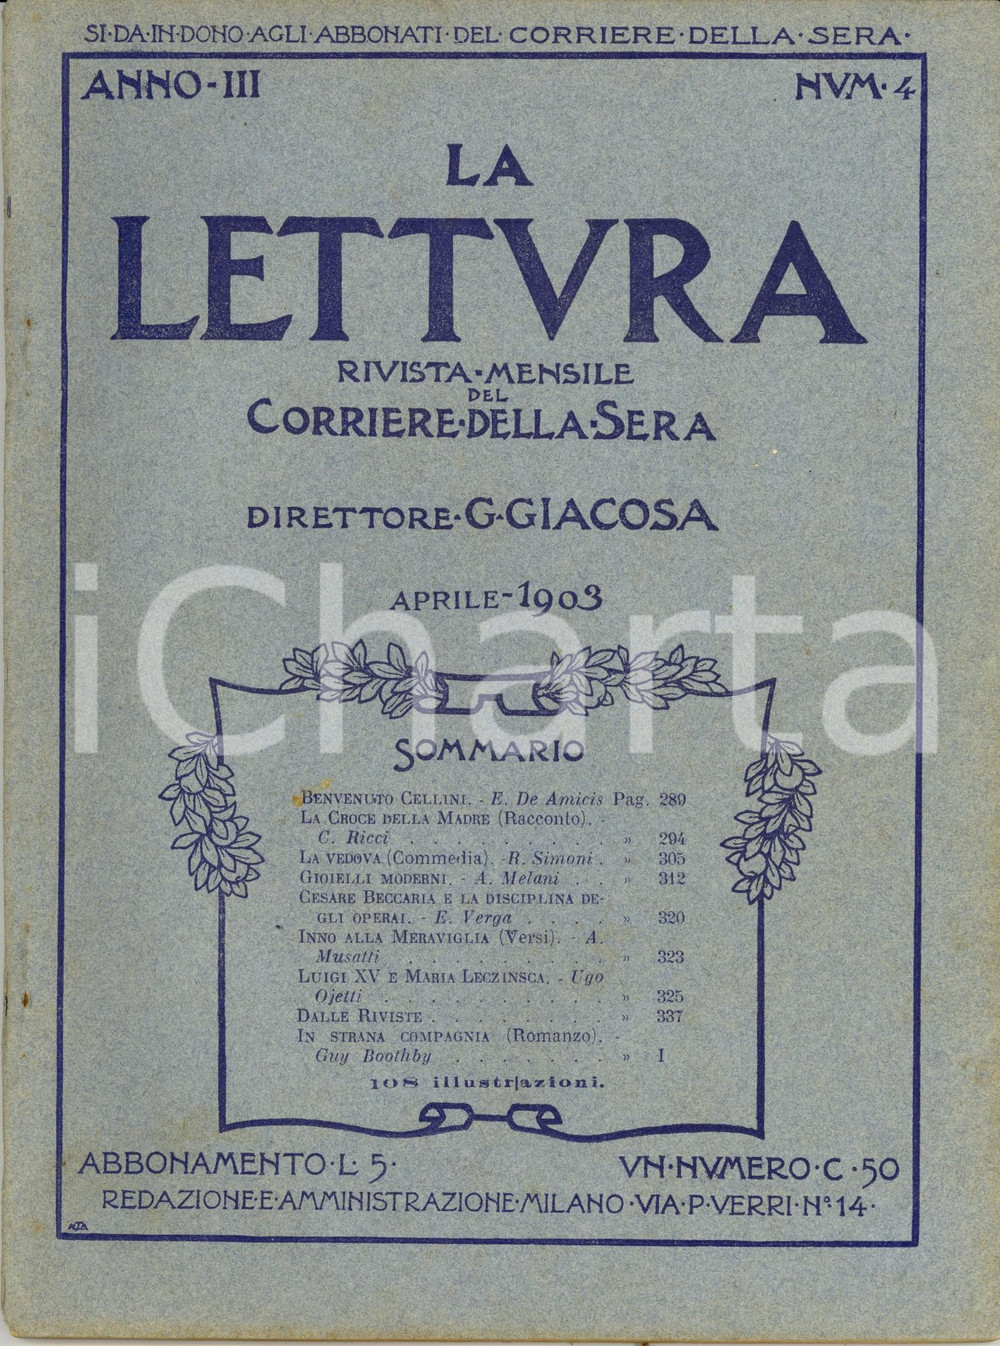 SI·DA·IN·DONO·AGLI·ABBONATI·DEL·CORRIERE·DELLA·SERA·
ANNO-III NVM·4
LA
LETTVRA
RIVISTA·MENSILE
DEL
CORRIERE·DELLA·SERA
DIRETTORE·G·GIACOSA
APRILE-1903
iCharta
SOMMARIO
BENVENUTO CELLINI. - E. De Amicis Pag. 289
LA CROCE DELLA MADRE (Racconto). -
C. Ricci . . . . . . . . . . » 294
LA VEDOVA (Commedia). - R. Simoni . » 305
GIOIELLI MODERNI. - A. Melani . . » 312
CESARE BECCARIA E LA DISCIPLINA DE-
GLI OPERAI. - E. Verga . . . . » 320
INNO ALLA MERAVIGLIA (Versi). - A.
Musatti . . . . . . . . . . » 323
LUIGI XV E MARIA LECZINSCA. - Ugo
Ojetti . . . . . . . . . . » 325
DALLE RIVISTE . . . . . . . . » 337
IN STRANA COMPAGNIA (Romanzo). -
Guy Boothby . . . . . . . » I
108 illustrazioni.
ABBONAMENTO·L·5· VN·NVMERO·C·50
REDAZIONE·E·AMMINISTRAZIONE·MILANO·VIA·P·VERRI·Nº14·